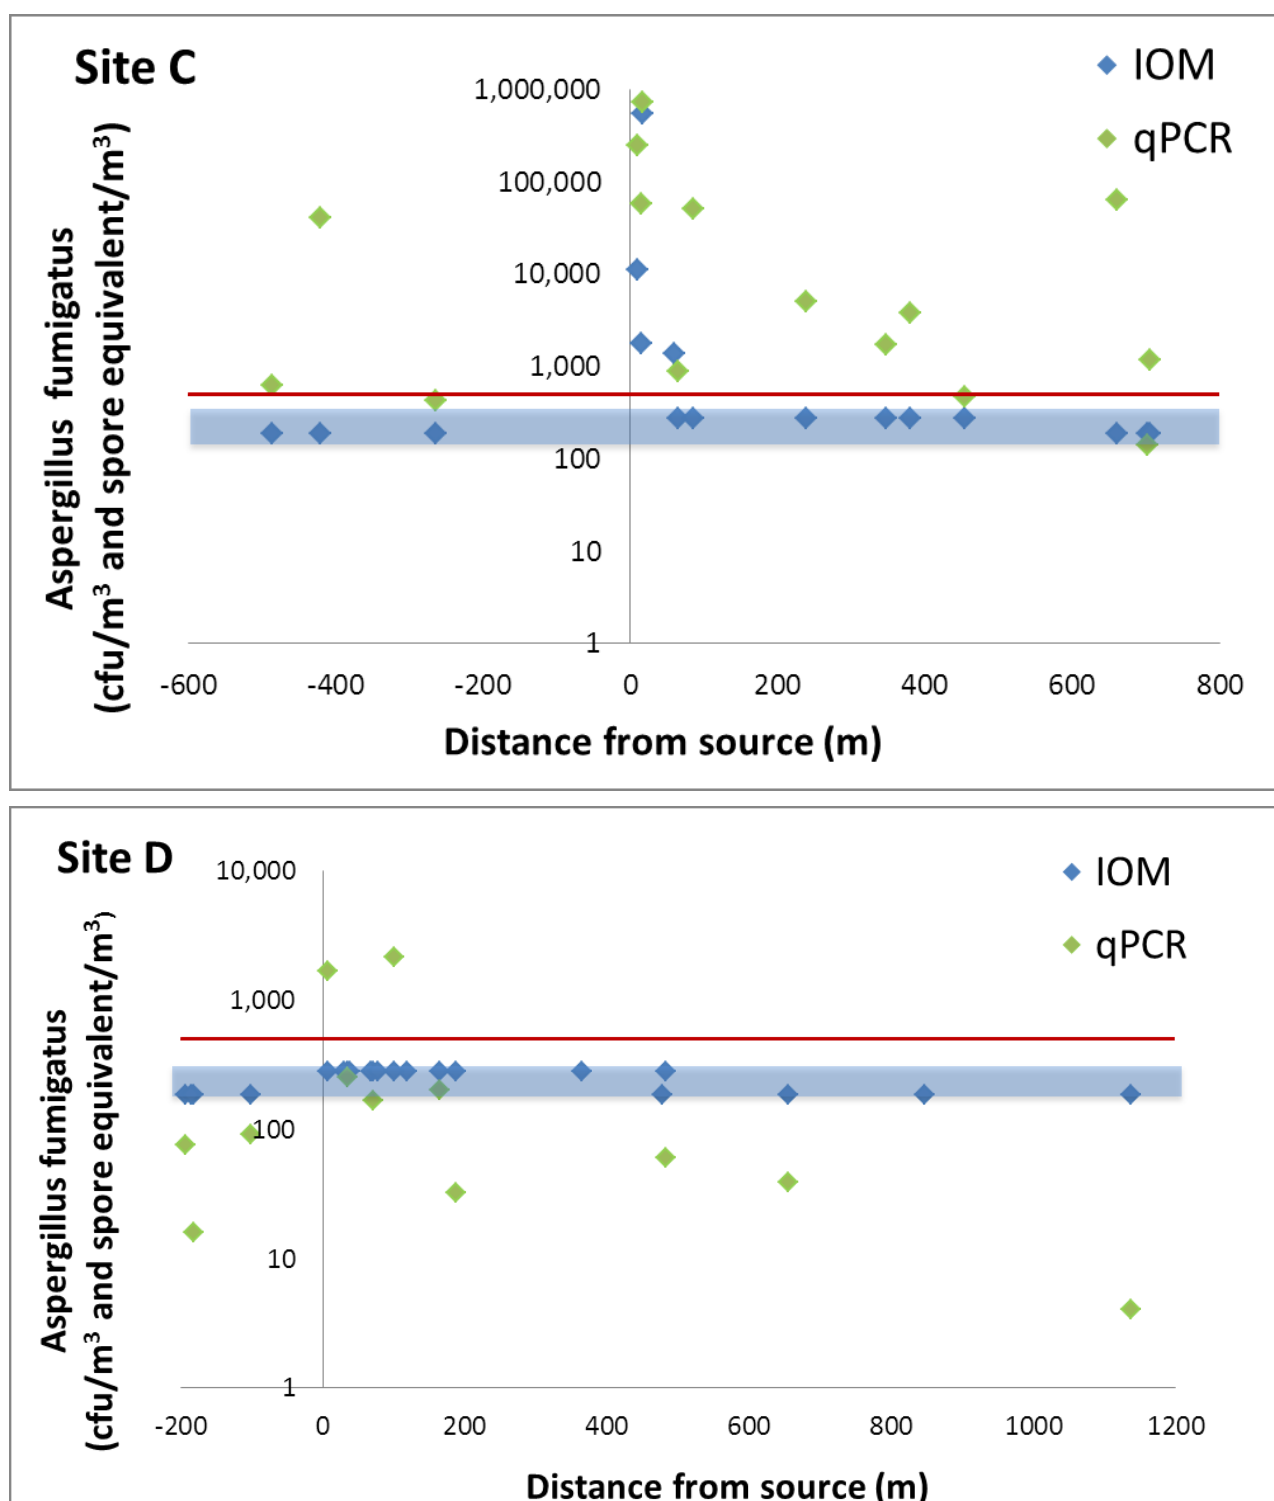 Site C
IOM
qPCR
1,000,000
100,000
10,000
1,000
100
10
1
Aspergillus fumigatus
(cfu/m³ and spore equivalent/m³)
-600 -400 -200 0 200 400 600 800
Distance from source (m)
Site D
IOM
qPCR
10,000
1,000
100
10
1
Aspergillus fumigatus
(cfu/m³ and spore equivalent/m³)
-200 0 200 400 600 800 1000 1200
Distance from source (m)